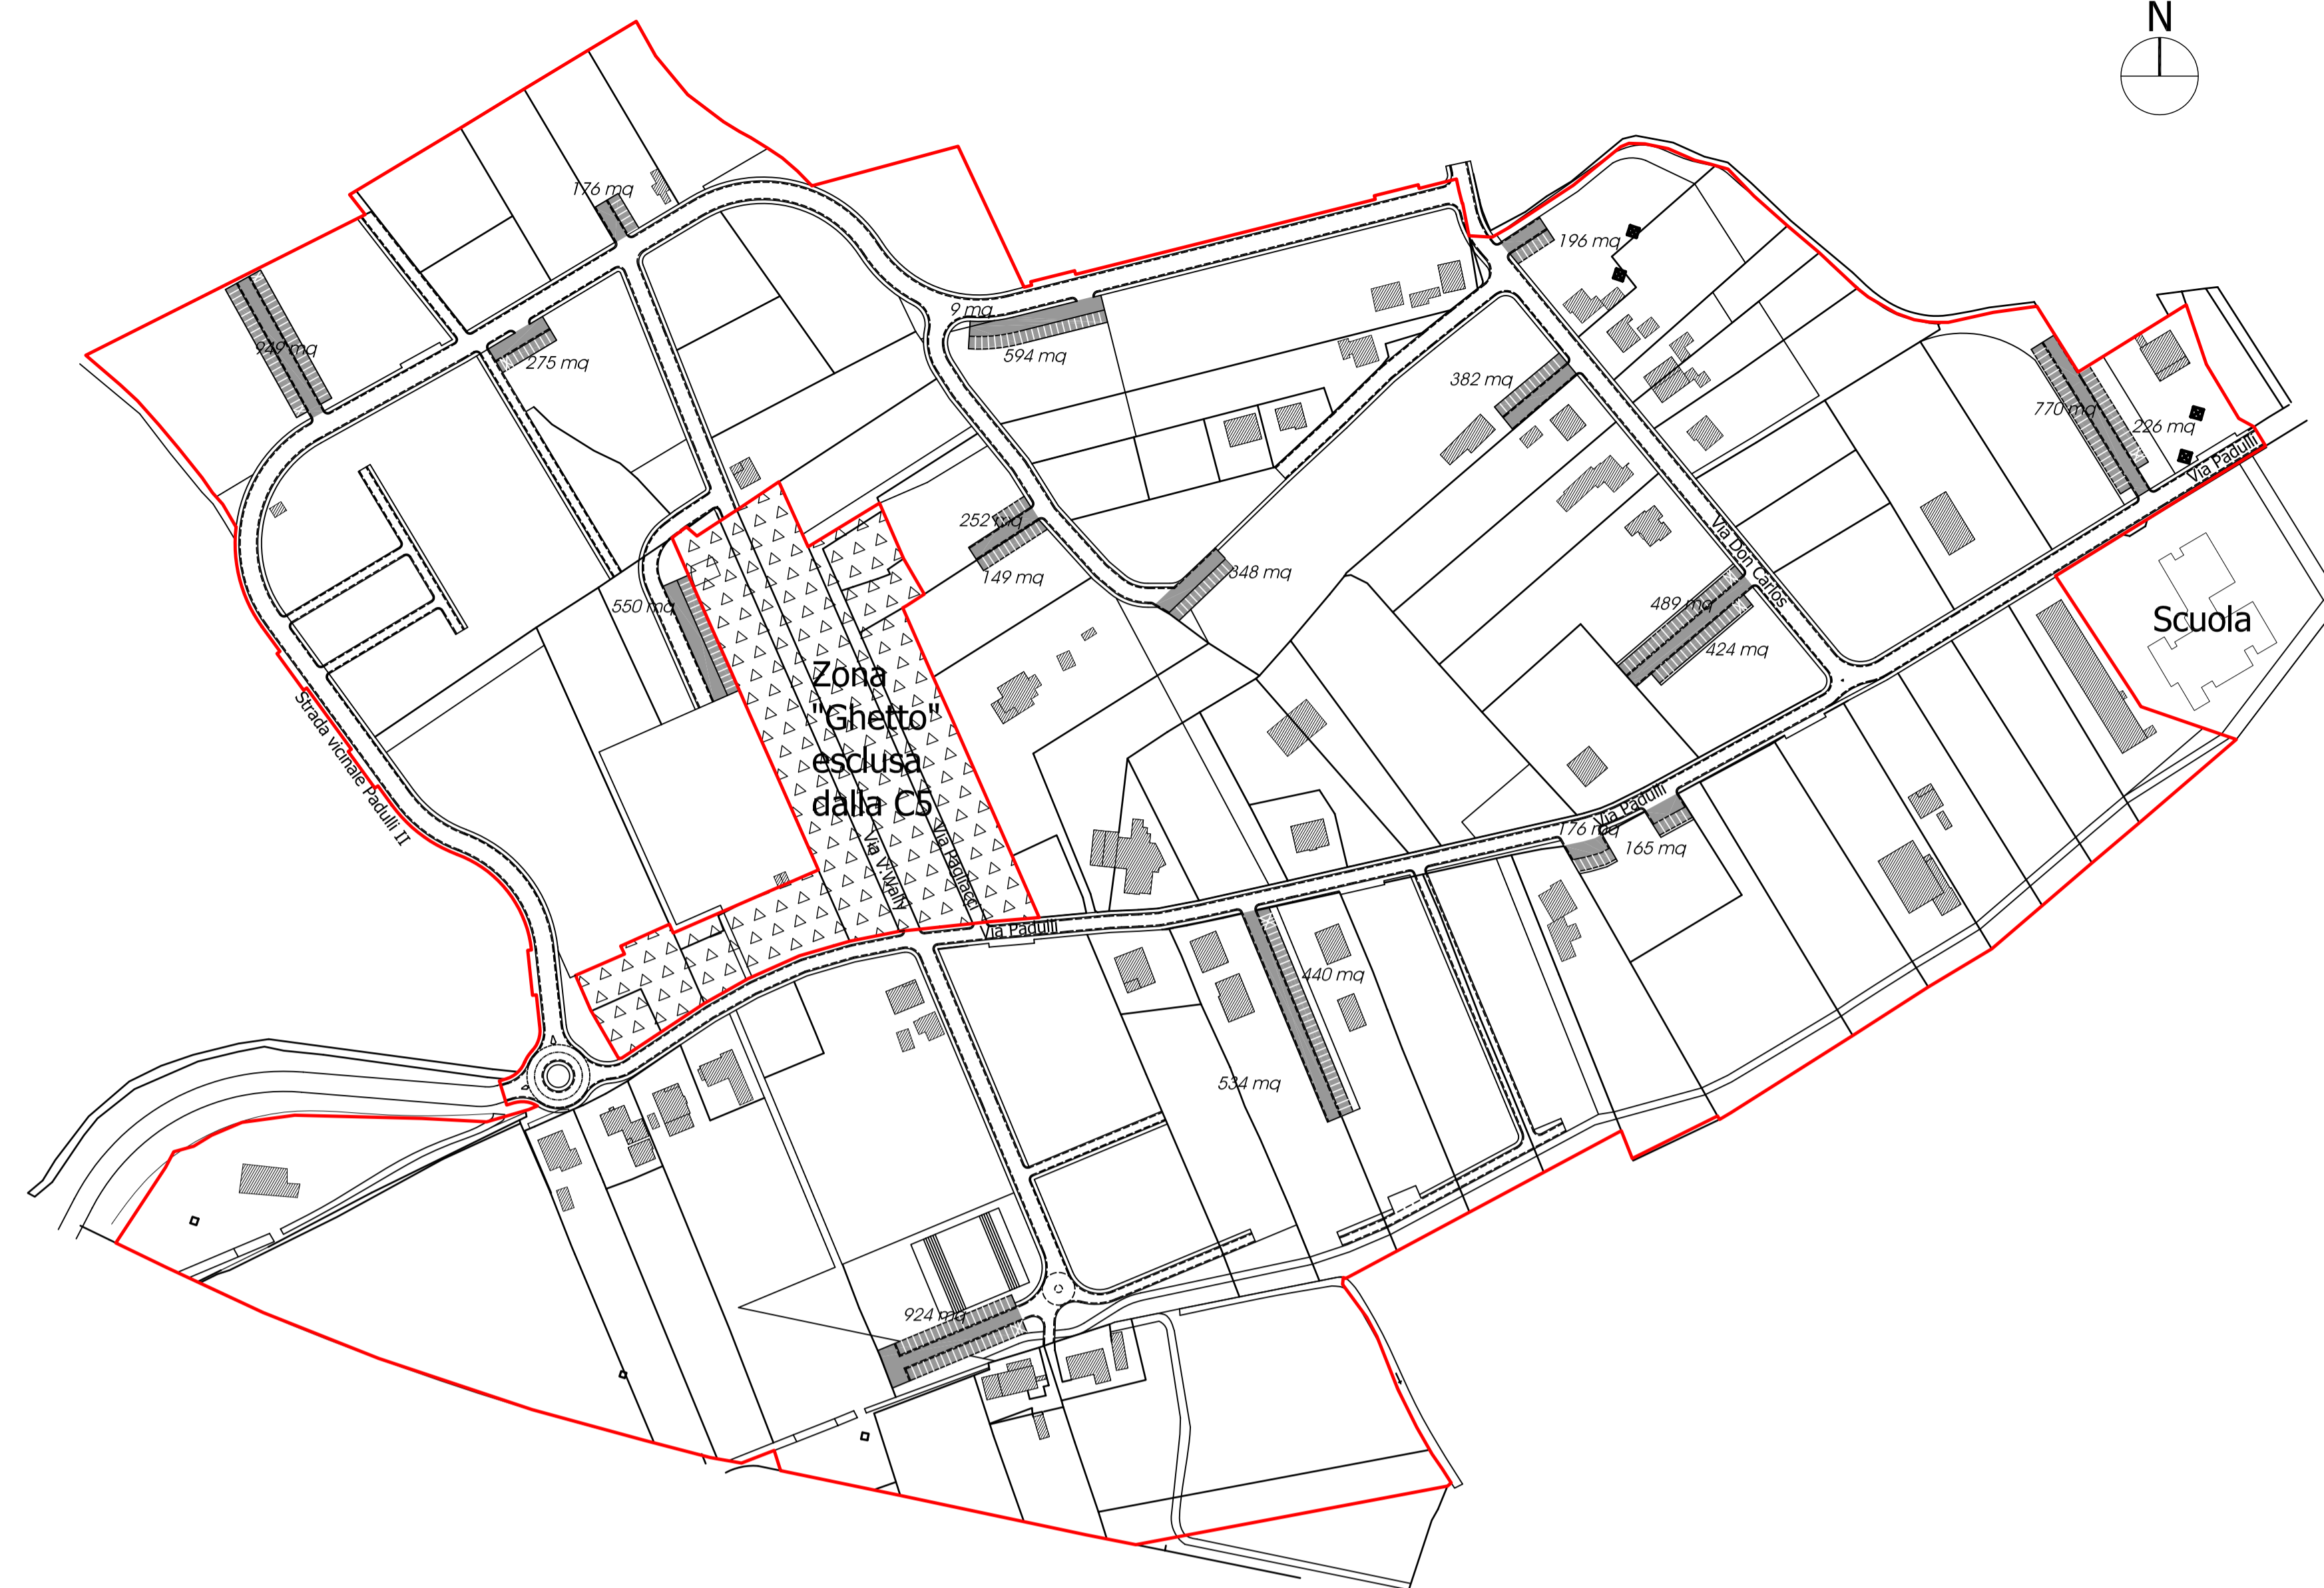 N
176 mq
196 mq
9 mq
949 mq
275 mq
594 mq
382 mq
770 mq
226 mq
Via Padulli
252 mq
149 mq
348 mq
Via Don Carlos
550 mq
489 mq
424 mq
Scuola
Zona
"Ghetto"
esclusa
dalla C5
Strada vicinale Padulli II
Via V. Wally
Via Pagliacci
Via Padulli
176 mq
165 mq
Via Padulli
440 mq
534 mq
924 mq